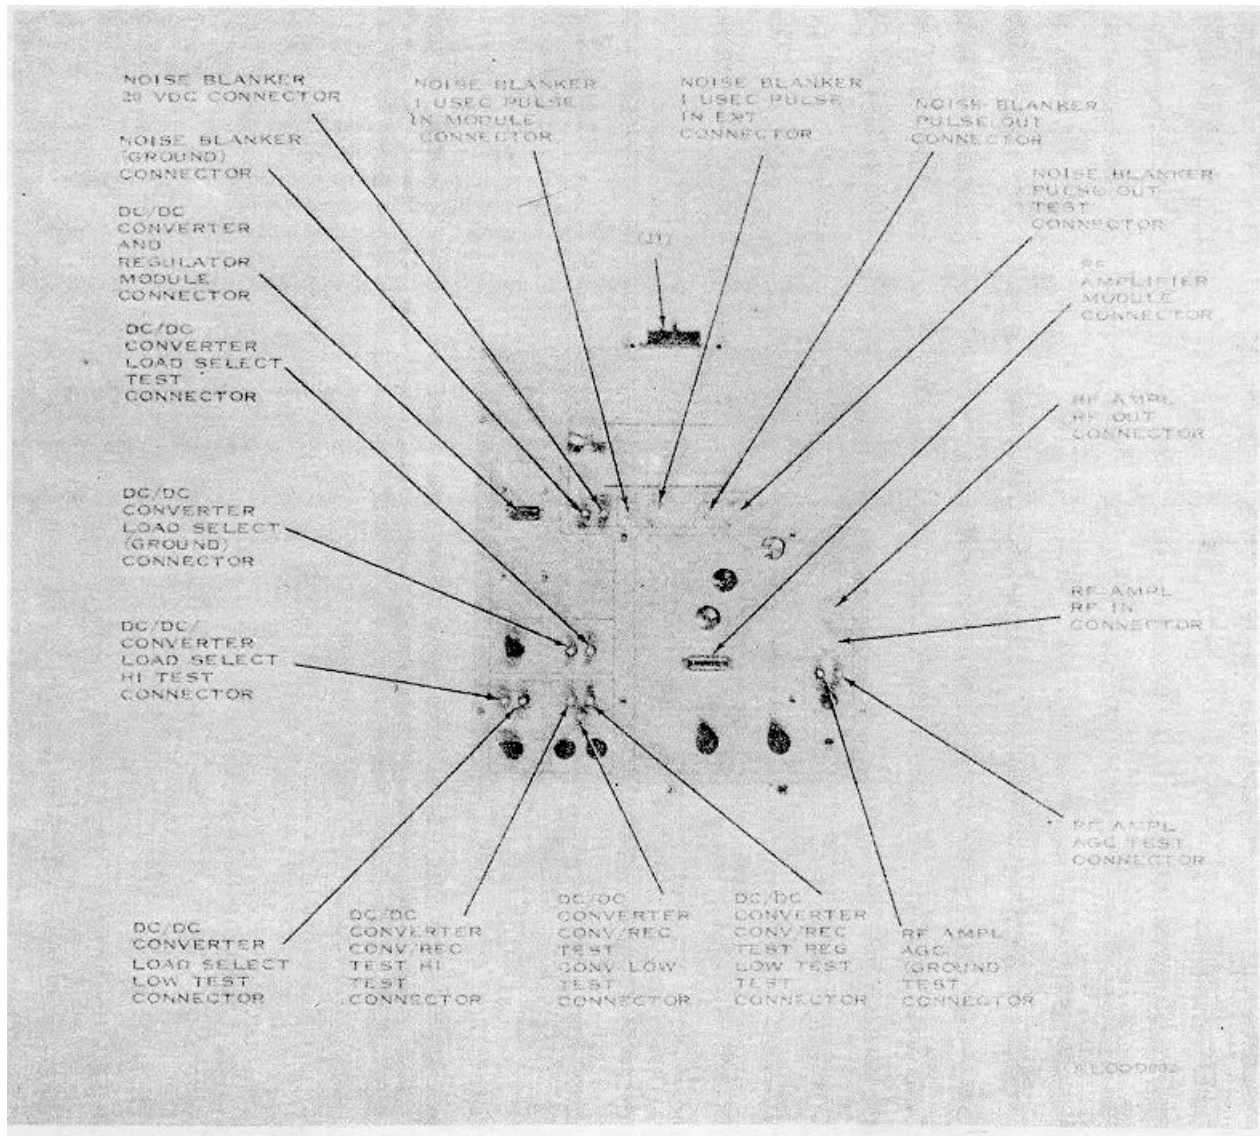 NOISE BLANKER
20 VDC CONNECTOR
NOISE BLANKER
1 USEC PULSE
IN MODULE
CONNECTOR
NOISE BLANKER
1 USEC PULSE
IN EXT
CONNECTOR
NOISE BLANKER
PULSE OUT
CONNECTOR
NOISE BLANKER
(GROUND)
CONNECTOR
NOISE BLANKER
PULSE OUT
TEST
CONNECTOR
DC/DC
CONVERTER
AND
REGULATOR
MODULE
CONNECTOR
(J1)
RF
AMPLIFIER
MODULE
CONNECTOR
DC/DC
CONVERTER
LOAD SELECT
TEST
CONNECTOR
RF AMPL
RF OUT
CONNECTOR
DC/DC
CONVERTER
LOAD SELECT
(GROUND)
CONNECTOR
RF AMPL
RF IN
CONNECTOR
DC/DC/
CONVERTER
LOAD SELECT
HI TEST
CONNECTOR
RF AMPL
AGC TEST
CONNECTOR
DC/DC
CONVERTER
LOAD SELECT
LOW TEST
CONNECTOR
DC/DC
CONVERTER
CONV/REC
TEST HI
TEST
CONNECTOR
DC/DC
CONVERTER
CONV/REC
TEST
CONV LOW
TEST
CONNECTOR
DC/DC
CONVERTER
CONV/REC
TEST REG
LOW TEST
TEST
CONNECTOR
RF AMPL
AGC
GROUND
TEST
CONNECTOR